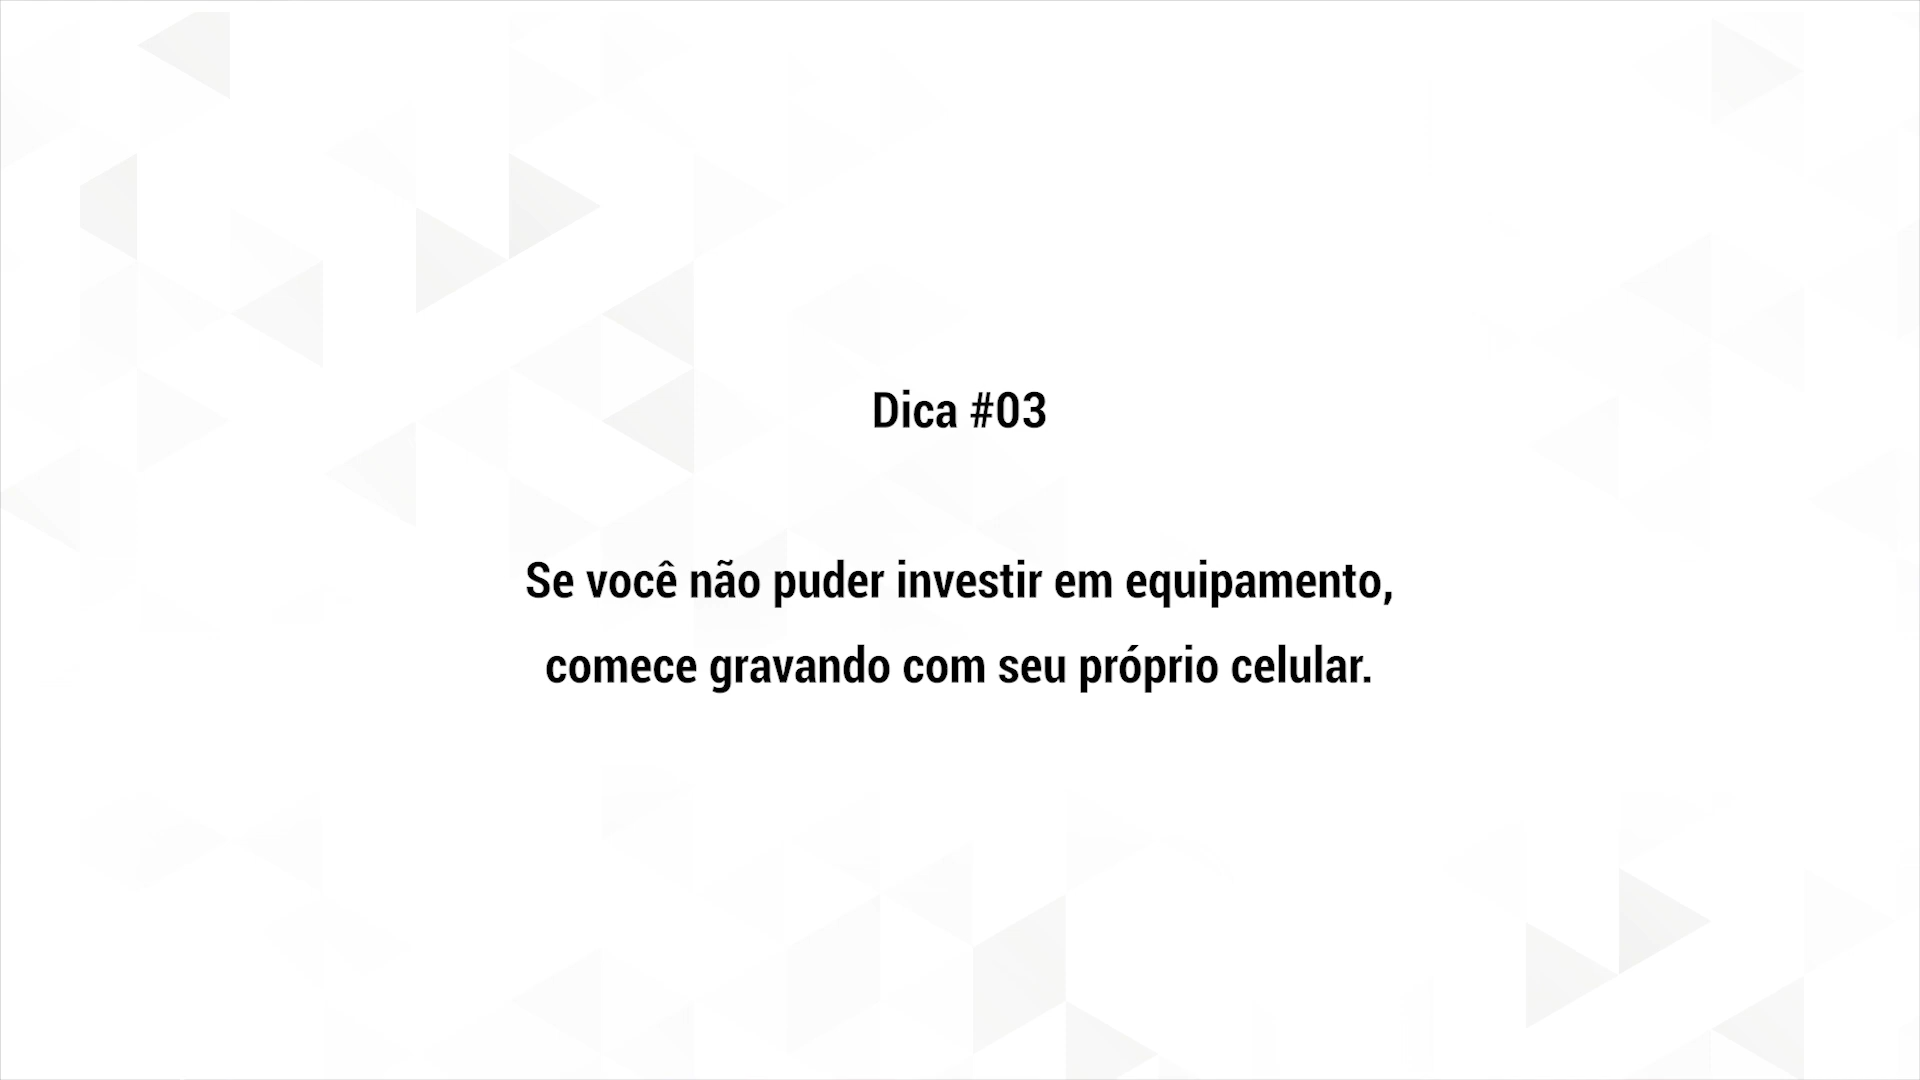 Dica #03
Se você não puder investir em equipamento,
comece gravando com seu próprio celular.